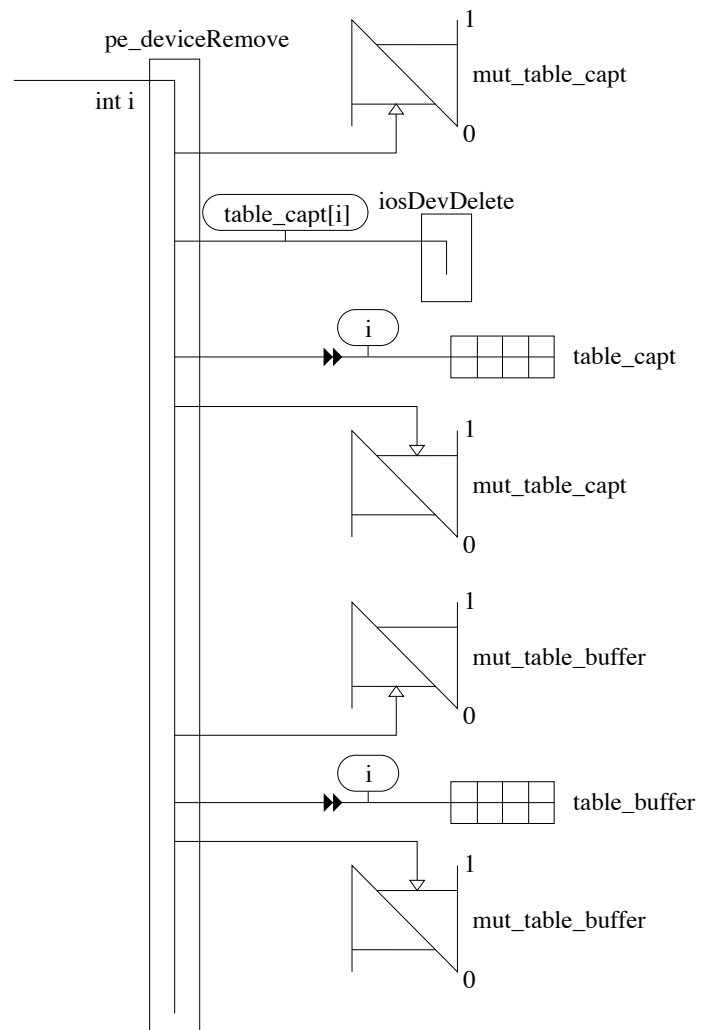 1
pe_deviceRemove
mut_table_capt
int i
0
iosDevDelete
table_capt[i]
i
table_capt
1
mut_table_capt
0
1
mut_table_buffer
0
i
table_buffer
1
mut_table_buffer
0